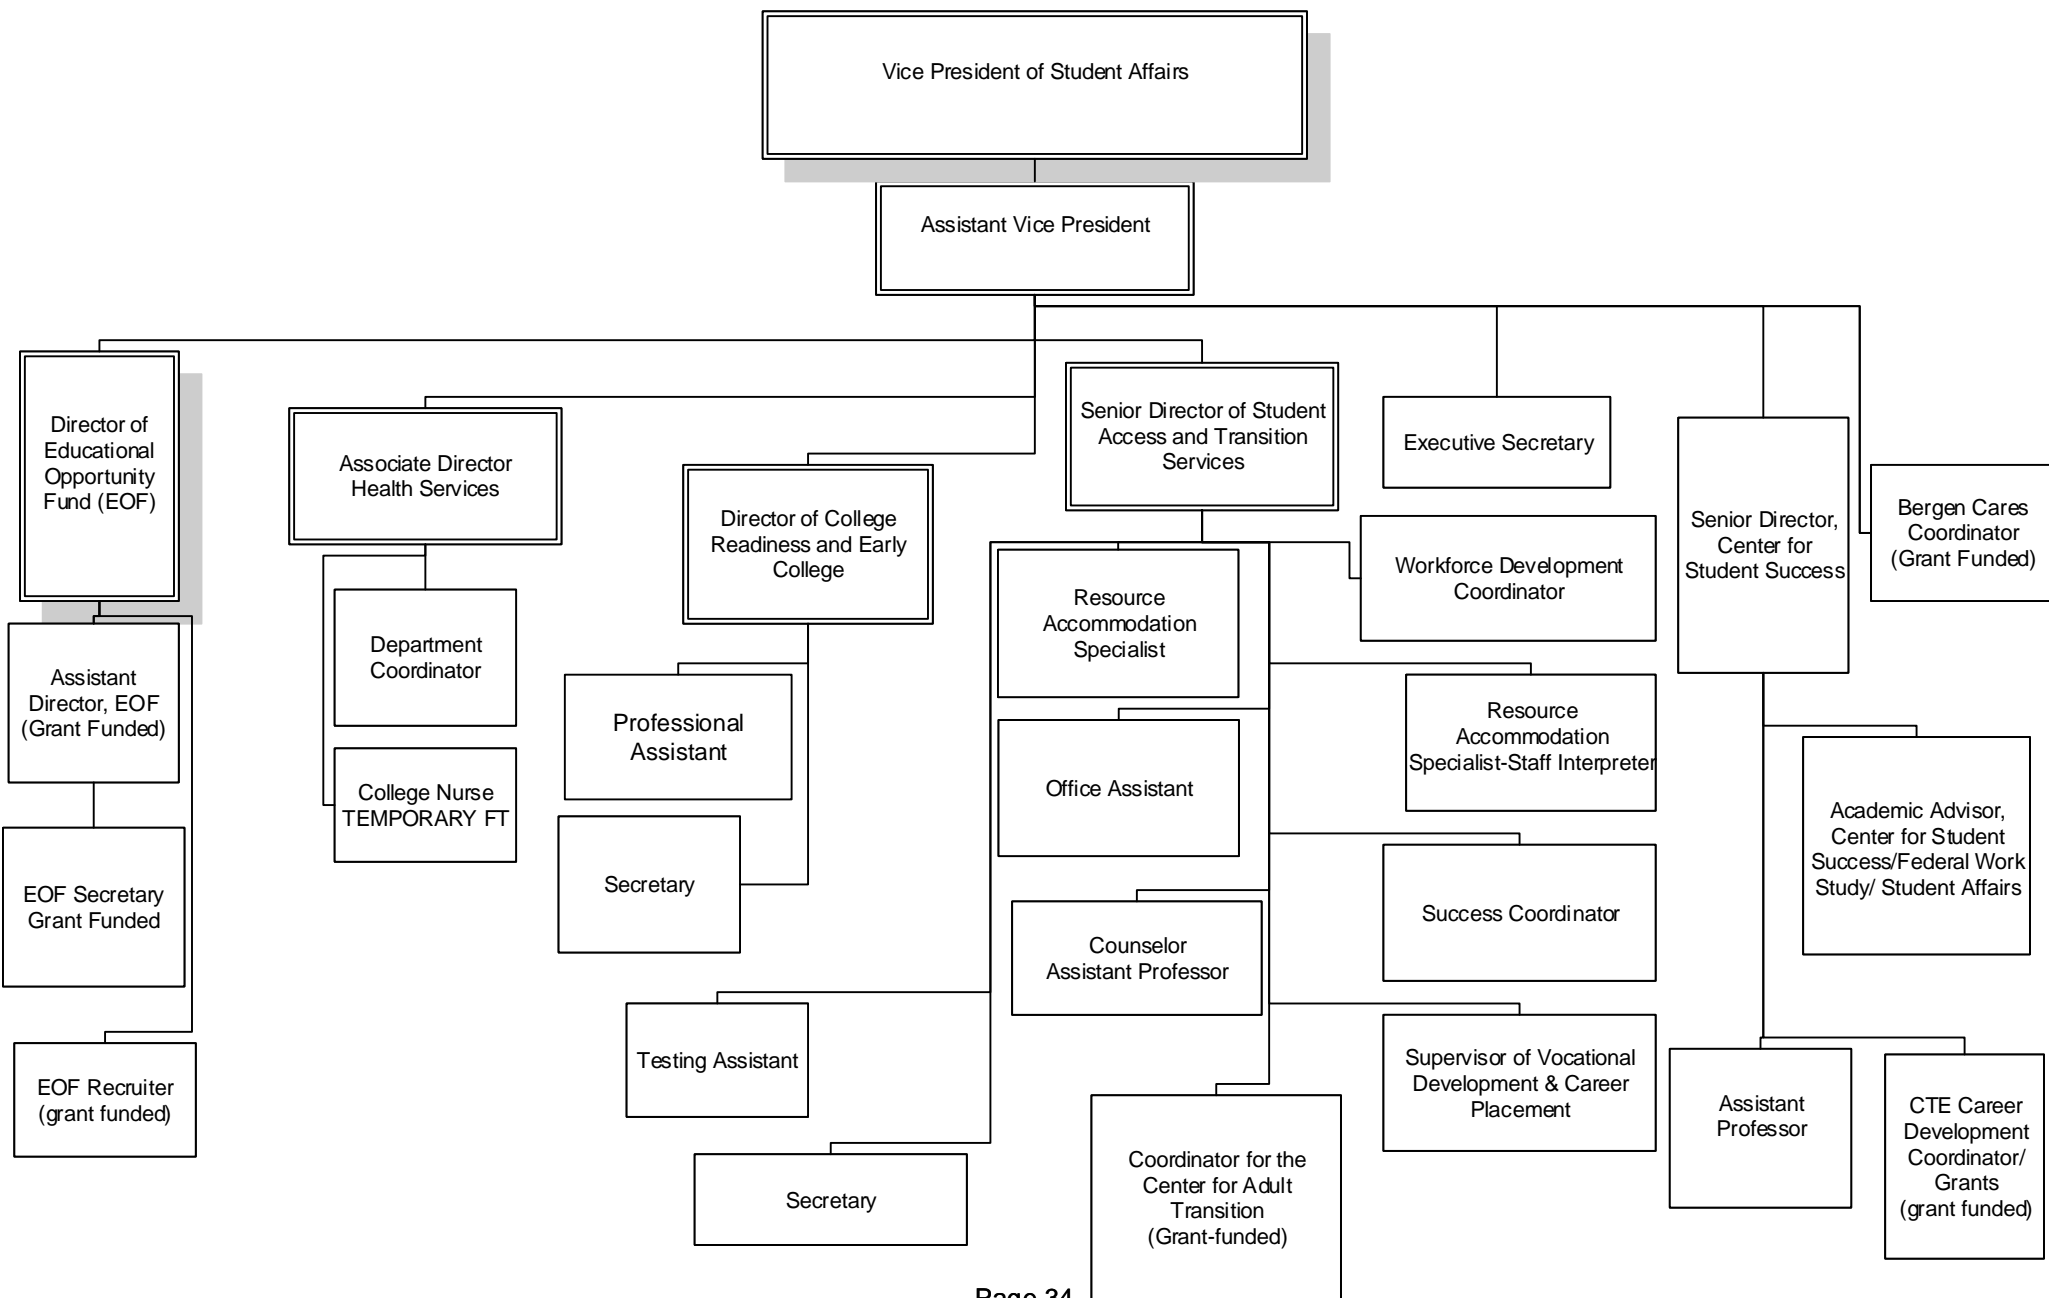 Vice President of Student Affairs
Assistant Vice President
Director of
Educational
Opportunity
Fund (EOF)
Associate Director
Health Services
Director of College
Readiness and Early
College
Senior Director of Student
Access and Transition
Services
Executive Secretary
Senior Director,
Center for
Student Success
Bergen Cares
Coordinator
(Grant Funded)
Workforce Development
Coordinator
Resource
Accommodation
Specialist
Department
Coordinator
Assistant
Director, EOF
(Grant Funded)
Professional
Assistant
Resource
Accommodation
Specialist-Staff Interpreter
College Nurse
TEMPORARY FT
Office Assistant
Academic Advisor,
Center for Student
Success/Federal Work
Study/ Student Affairs
EOF Secretary
Grant Funded
Secretary
Success Coordinator
Counselor
Assistant Professor
Testing Assistant
EOF Recruiter
(grant funded)
Supervisor of Vocational
Development & Career
Placement
Assistant
Professor
CTE Career
Development
Coordinator/
Grants
(grant funded)
Secretary
Coordinator for the
Center for Adult
Transition
(Grant-funded)
Page 34